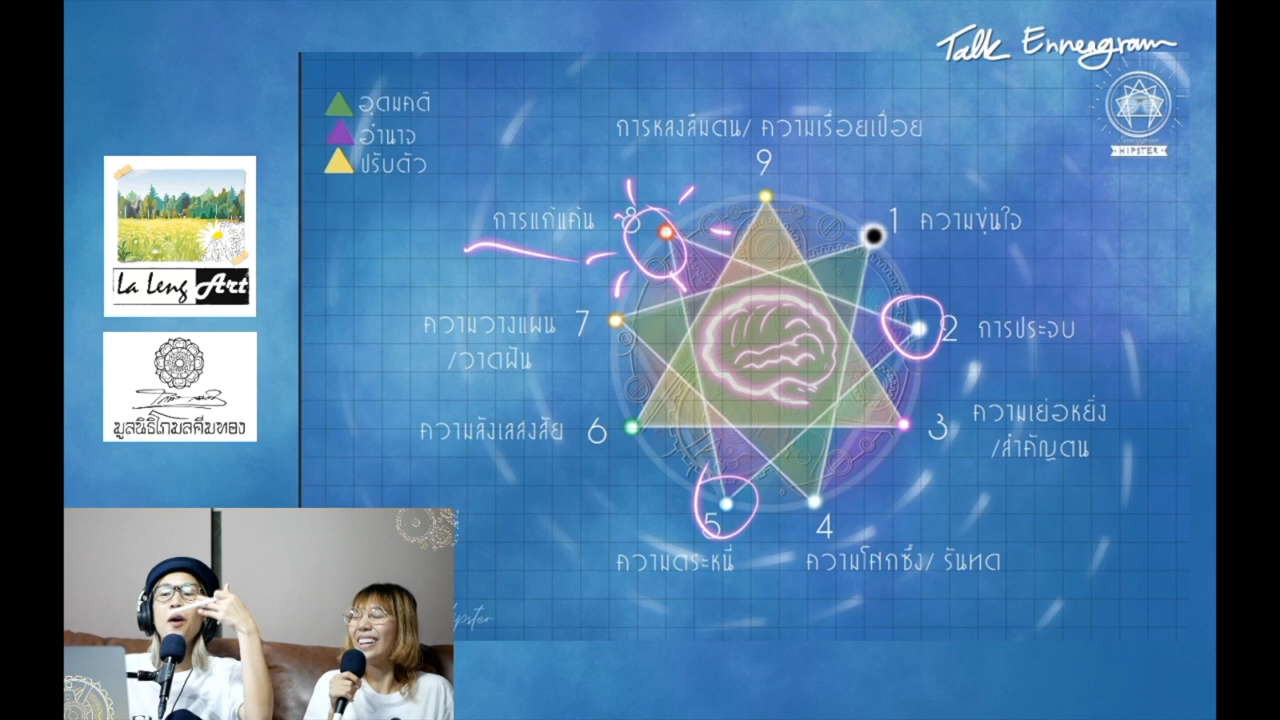 Talk Enneagram
HIPSTER
อุดมคติ
อำนาจ
ปรับตัว
การหลงลืมตน/ ความเรื่อยเปื่อย
9
การแก้แค้น 8
1 ความขุ่นใจ
ความวางแผน 7
/วาดฝัน
2 การประจบ
ความลังเลสงสัย 6
3 ความเย่อหยิ่ง
/สำคัญตน
5
ความตระหนี่
4
ความโศกซึ้ง/ รันทด
La Leng Art
มูลนิธิโกมลคีมทอง